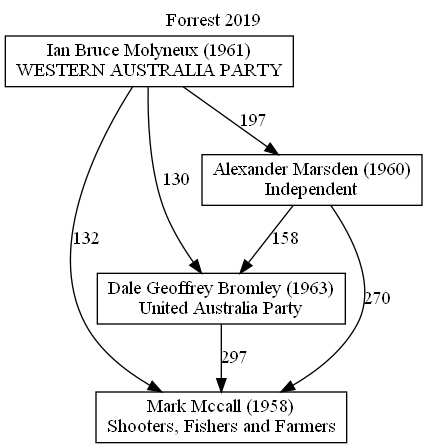 Forrest 2019
Ian Bruce Molyneux (1961)
WESTERN AUSTRALIA PARTY
197
Alexander Marsden (1960)
Independent
130
132
158
Dale Geoffrey Bromley (1963)
United Australia Party
270
297
Mark Mccall (1958)
Shooters, Fishers and Farmers